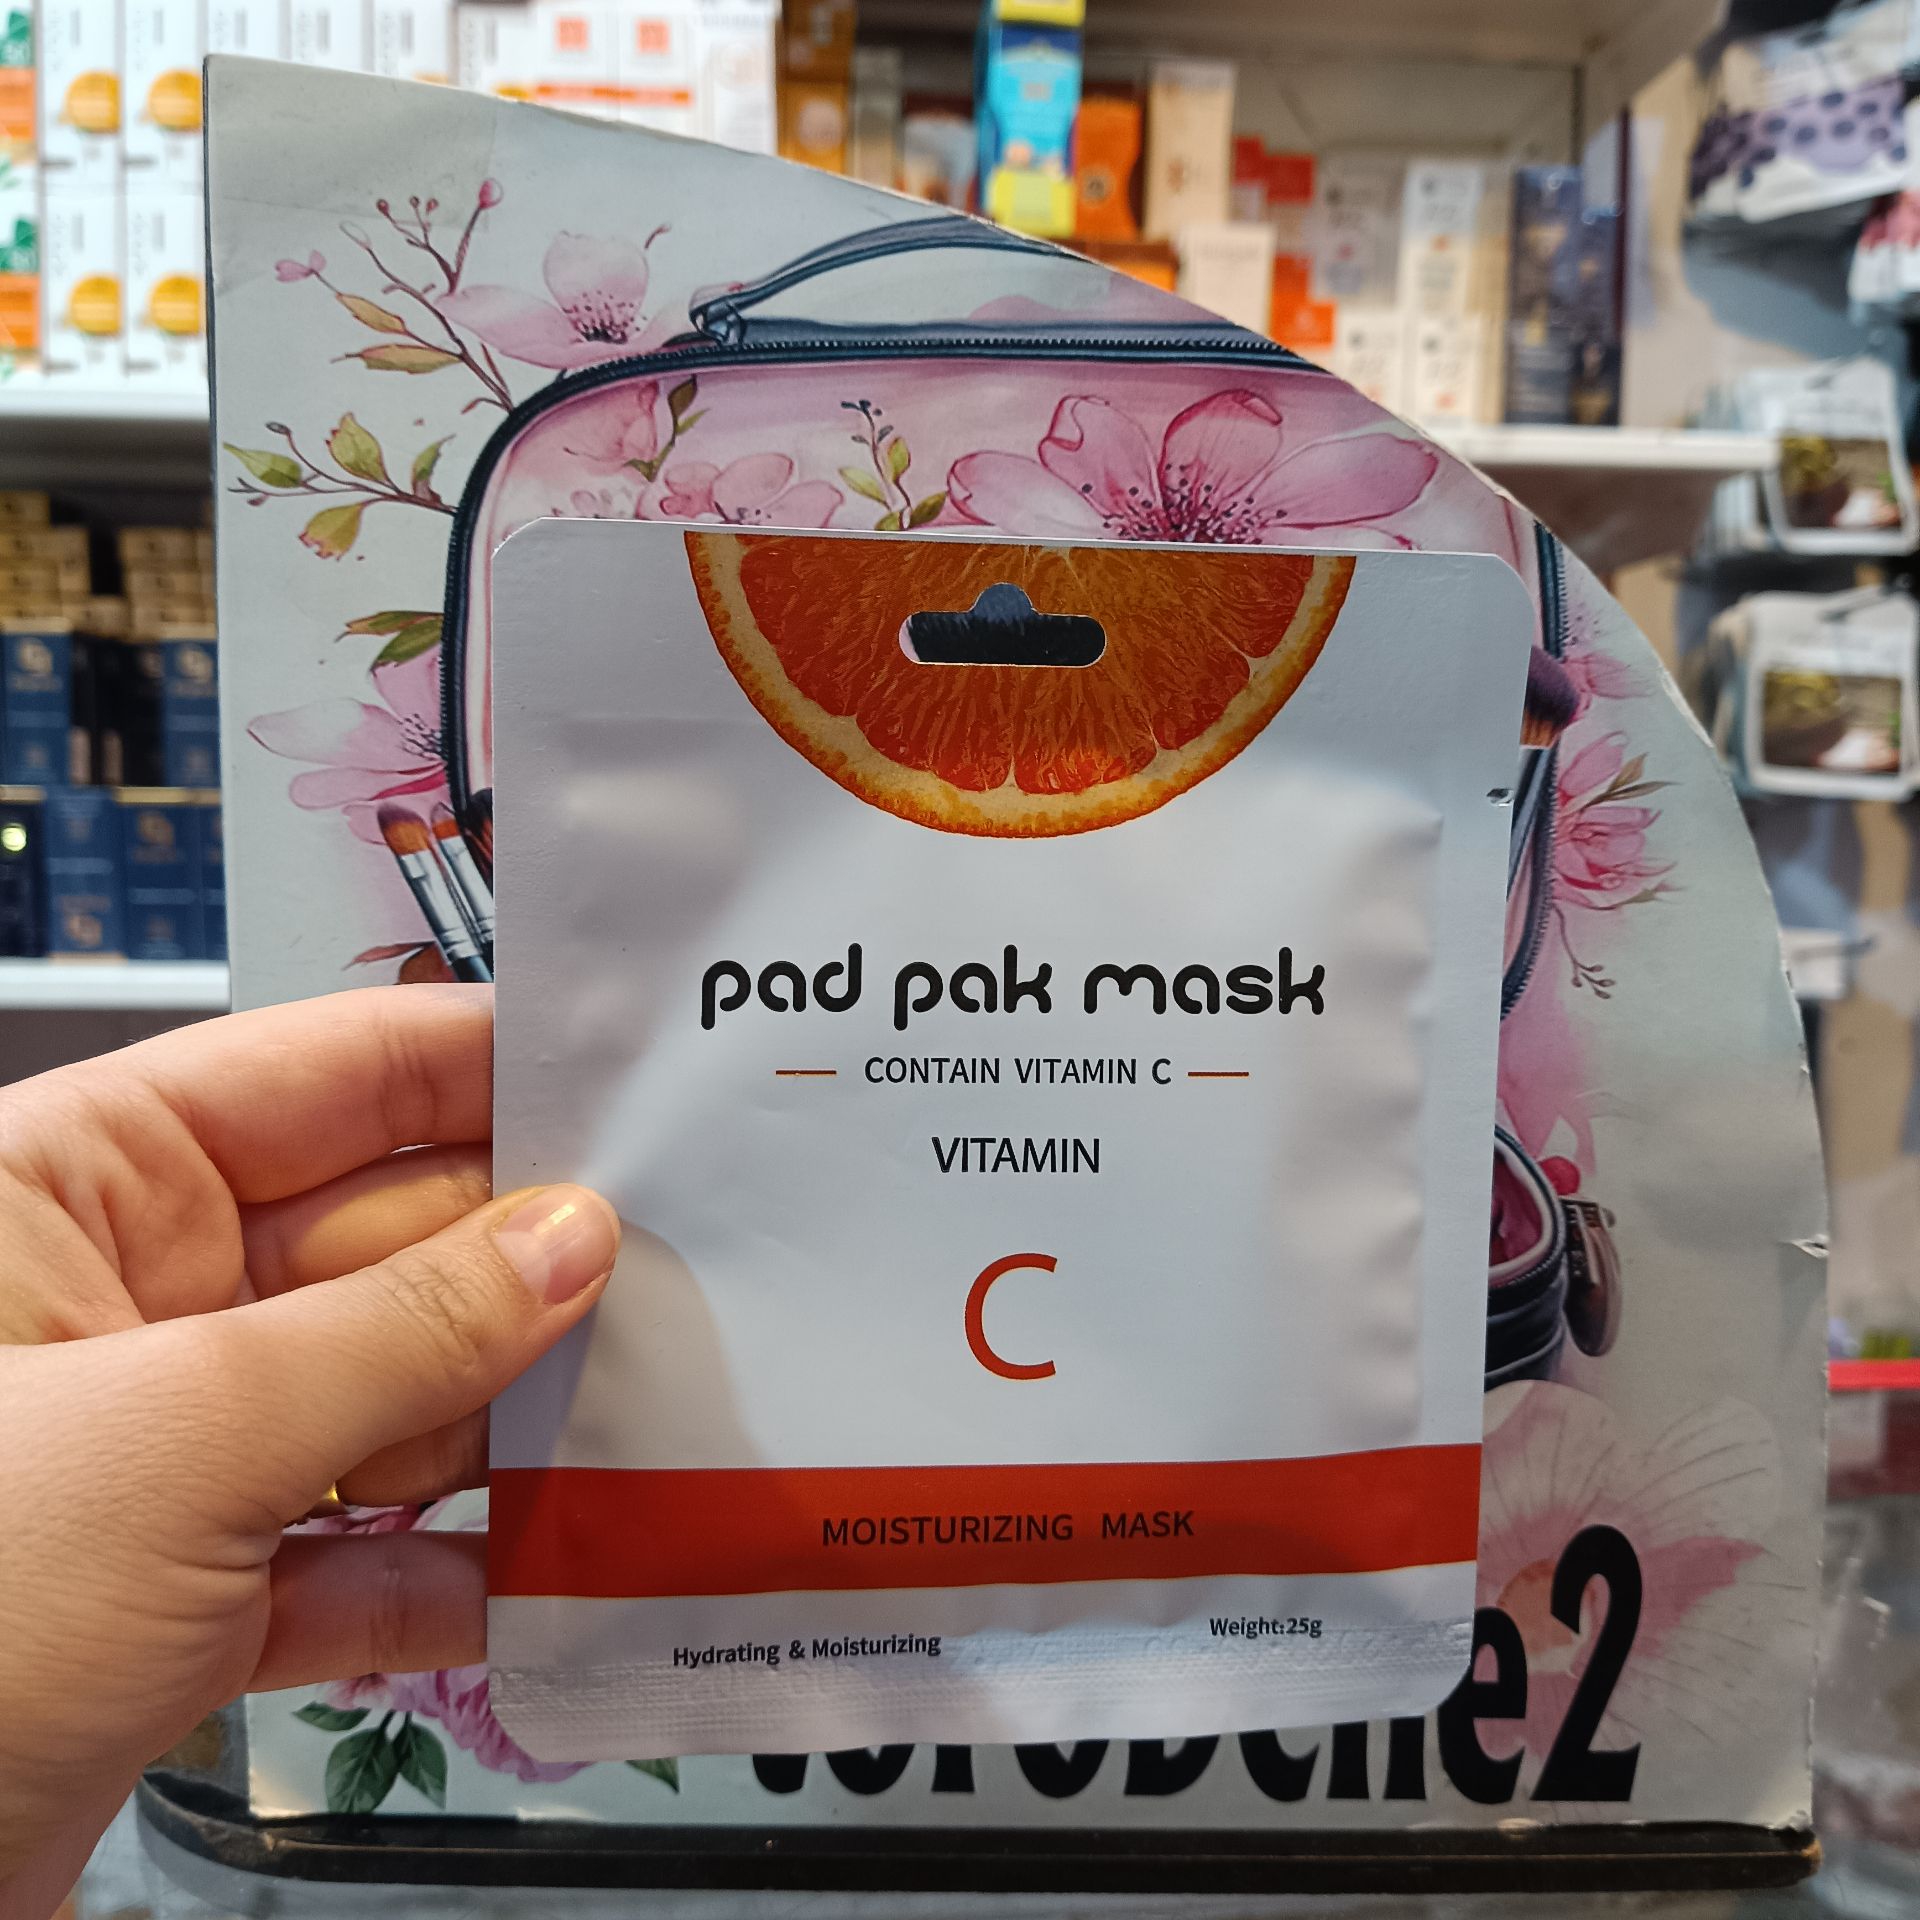 pad pak mask
CONTAIN VITAMIN C
VITAMIN
C
MOISTURIZING MASK
Hydrating & Moisturizing
Weight:25g